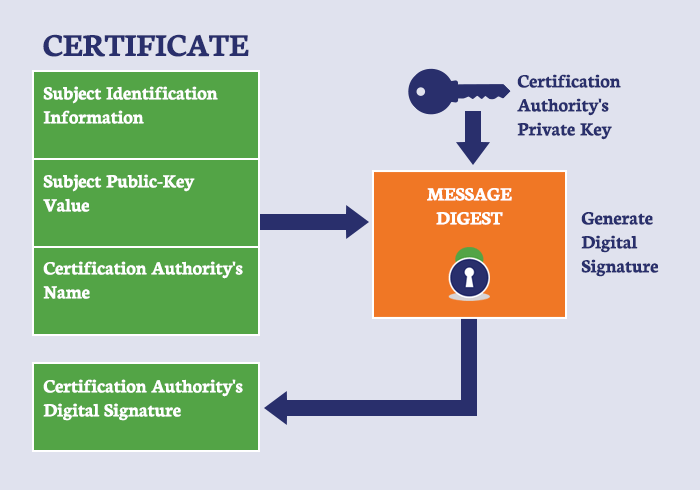 CERTIFICATE
Subject Identification
Information
Subject Public-Key
Value
Certification Authority's
Name
Certification Authority's
Digital Signature
Certification
Authority's
Private Key
MESSAGE
DIGEST
Generate
Digital
Signature